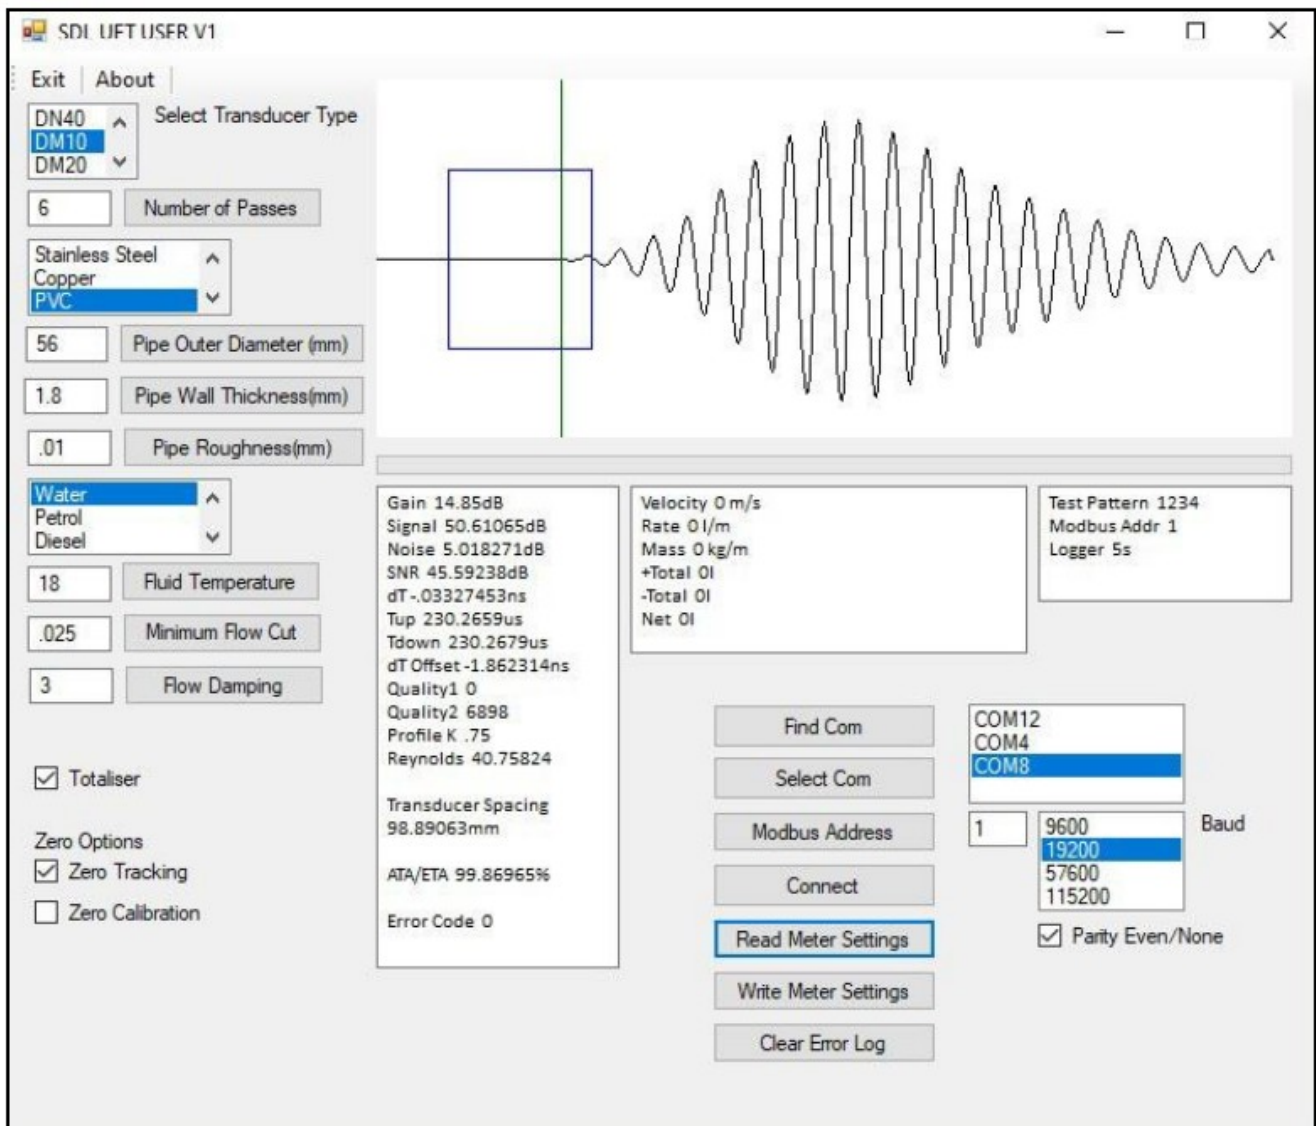 SDL UFT USER V1
Exit
About
DN40
DM10
DM20
Select Transducer Type
6
Number of Passes
Stainless Steel
Copper
PVC
56
Pipe Outer Diameter (mm)
1.8
Pipe Wall Thickness(mm)
.01
Pipe Roughness(mm)
Water
Petrol
Diesel
18
Fluid Temperature
.025
Minimum Flow Cut
3
Flow Damping
Totaliser
Zero Options
Zero Tracking
Zero Calibration
Gain 14.85dB
Signal 50.61065dB
Noise 5.018271dB
SNR 45.59238dB
dT -.03327453ns
Tup 230.2659us
Tdown 230.2679us
dT Offset -1.862314ns
Quality1 0
Quality2 6898
Profile K .75
Reynolds 40.75824
Transducer Spacing
98.89063mm
ATA/ETA 99.86965%
Error Code 0
Velocity 0 m/s
Rate 0 l/m
Mass 0 kg/m
+Total 0l
-Total 0l
Net 0l
Test Pattern 1234
Modbus Addr 1
Logger 5s
Find Com
Select Com
Modbus Address
Connect
Read Meter Settings
Write Meter Settings
Clear Error Log
COM12
COM4
COM8
1
9600
19200
57600
115200
Baud
Parity Even/None